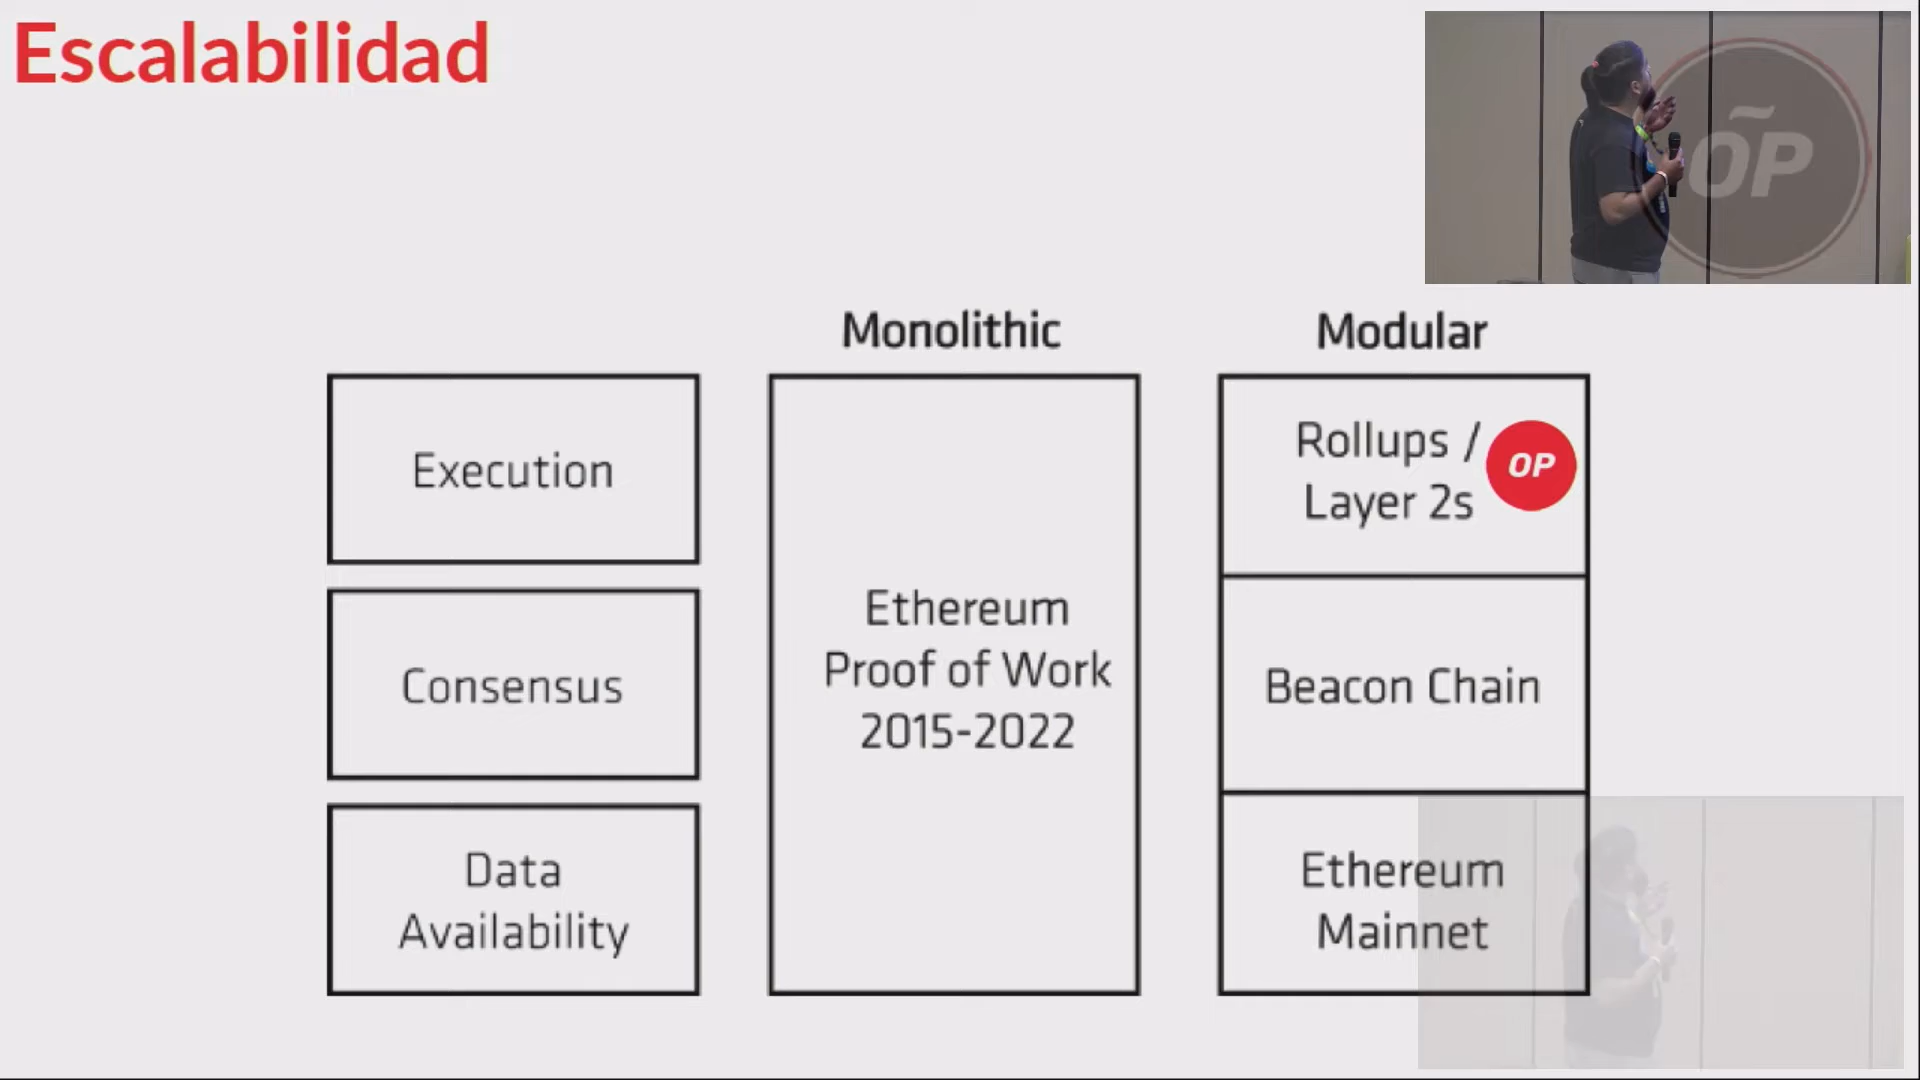 Escalabilidad
ÕP
Monolithic
Modular
Execution
Consensus
Data
Availability
Ethereum
Proof of Work
2015-2022
Rollups /
Layer 2s
OP
Beacon Chain
Ethereum
Mainnet